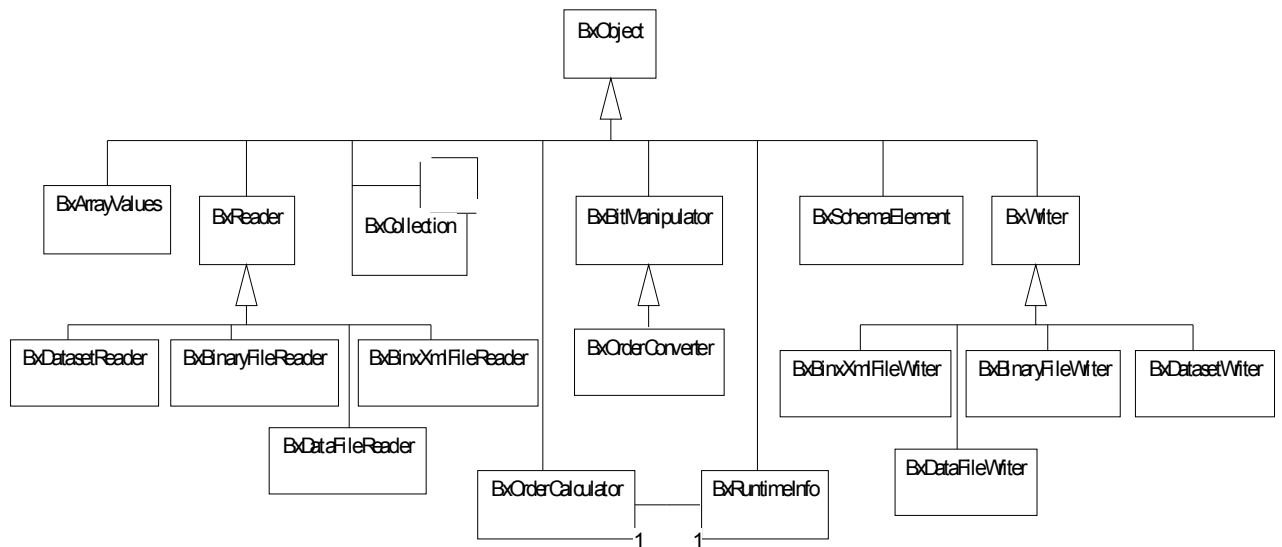 BxObject
BxArrayValues
BxReader
BxCollection
BxBitManipulator
BxSchemaElement
BxWriter
BxDatasetReader
BxBinaryFileReader
BxBinxXmlFileReader
BxOrderConverter
BxBinxXmlFileWriter
BxBinaryFileWriter
BxDatasetWriter
BxDataFileReader
BxDataFileWriter
BxOrderCalculator
BxRuntimeInfo
1
1